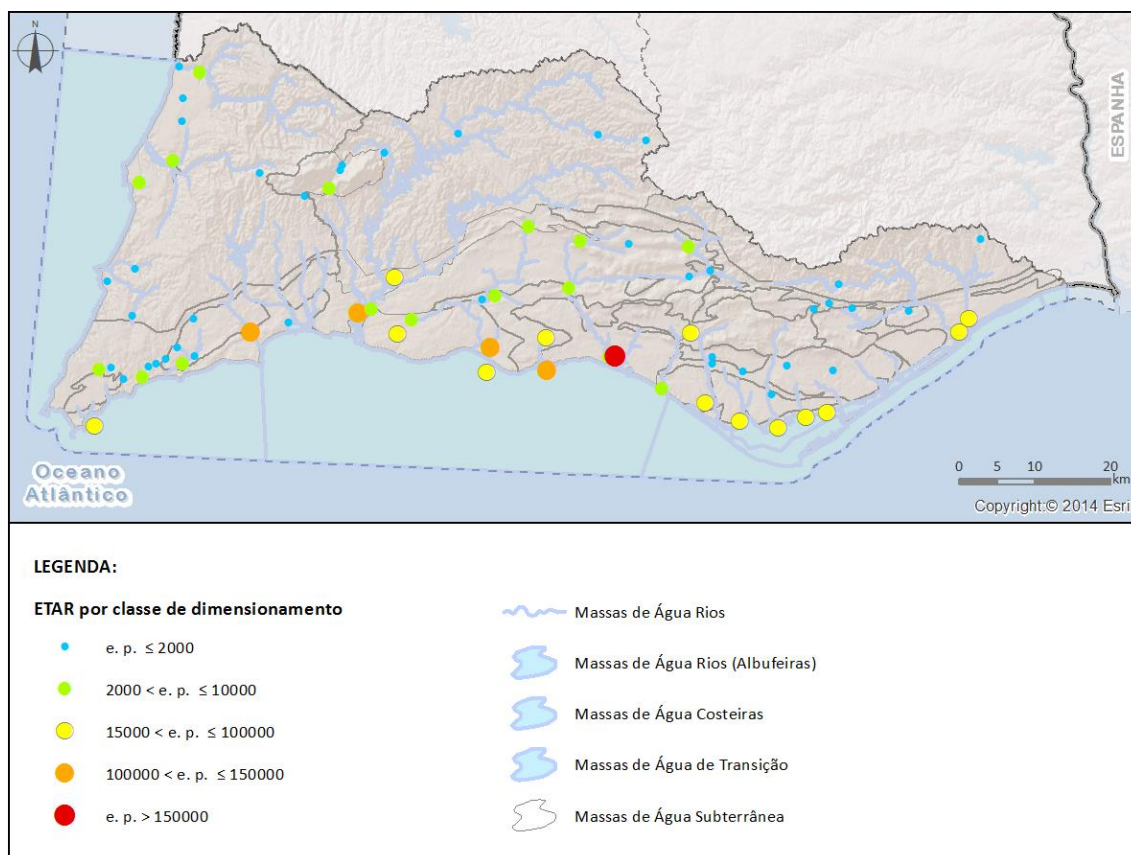 N
ESPANHA
Oceano
Atlântico
0 5 10 20
km
Copyright:© 2014 Esri
LEGENDA:
ETAR por classe de dimensionamento
e. p. ≤ 2000
2000 < e. p. ≤ 10000
15000 < e. p. ≤ 100000
100000 < e. p. ≤ 150000
e. p. > 150000
Massas de Água Rios
Massas de Água Rios (Albufeiras)
Massas de Água Costeiras
Massas de Água de Transição
Massas de Água Subterrânea